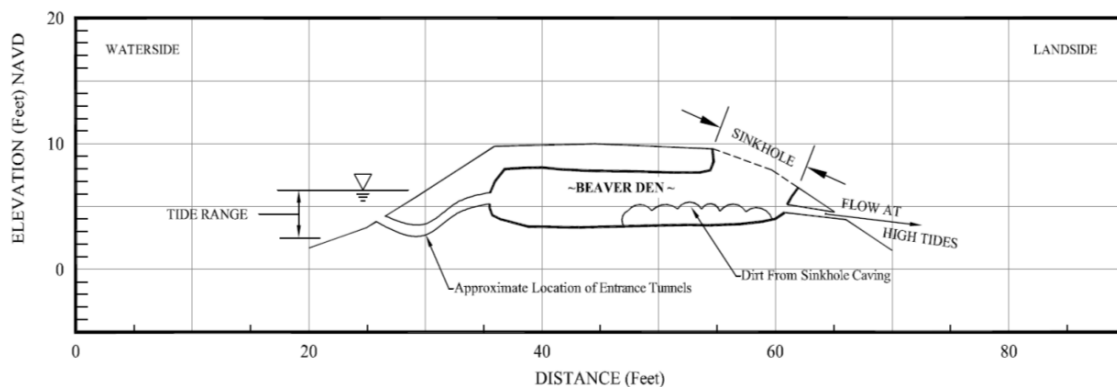 20
WATERSIDE
LANDSIDE
ELEVATION (Feet) NAVD
10
SINKHOLE
~BEAVER DEN~
TIDE RANGE
FLOW AT
HIGH TIDES
0
Dirt From Sinkhole Caving
Approximate Location of Entrance Tunnels
0
20
40
60
80
DISTANCE (Feet)